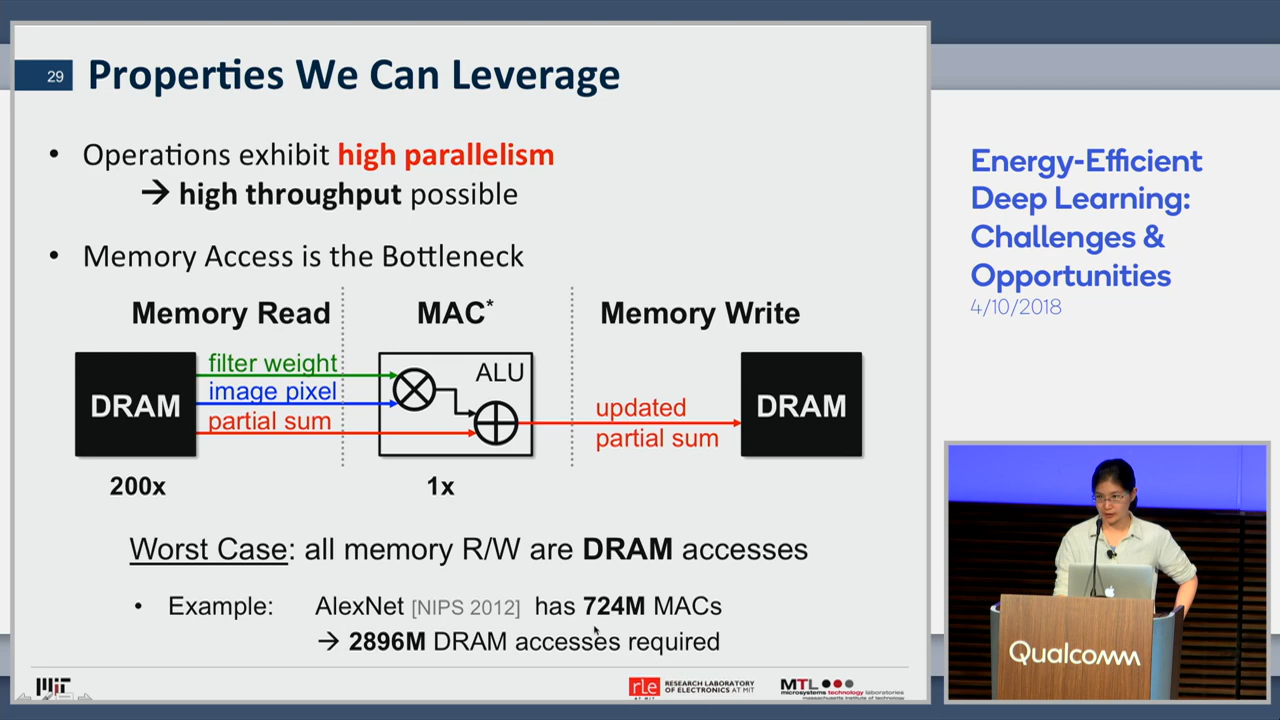 29
Properties We Can Leverage
• Operations exhibit high parallelism
→ high throughput possible
• Memory Access is the Bottleneck
Memory Read
MAC*
Memory Write
DRAM
filter weight
image pixel
partial sum
ALU
updated
partial sum
DRAM
200x
1x
Worst Case: all memory R/W are DRAM accesses
• Example: AlexNet [NIPS 2012] has 724M MACs
→ 2896M DRAM accesses required
MIT
rle
AT MIT
RESEARCH LABORATORY
OF ELECTRONICS AT MIT
MTL
microsystems technology laboratories
massachusetts institute of technology
Energy-Efficient
Deep Learning:
Challenges &
Opportunities
4/10/2018
Qualcomm